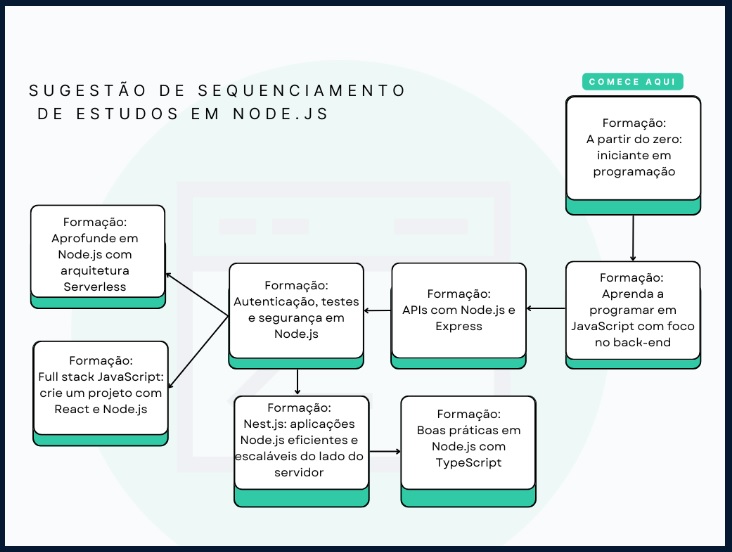 SUGESTÃO DE SEQUENCIAMENTO
DE ESTUDOS EM NODE.JS
COMECE AQUI
Formação:
A partir do zero:
iniciante em
programação
Formação:
Aprenda a
programar em
JavaScript com foco
no back-end
Formação:
APIs com Node.js e
Express
Formação:
Autenticação, testes
e segurança em
Node.js
Formação:
Aprofunde em
Node.js com
arquitetura
Serverless
Formação:
Full stack JavaScript:
crie um projeto com
React e Node.js
Formação:
Nest.js: aplicações
Node.js eficientes e
escaláveis do lado do
servidor
Formação:
Boas práticas em
Node.js com
TypeScript